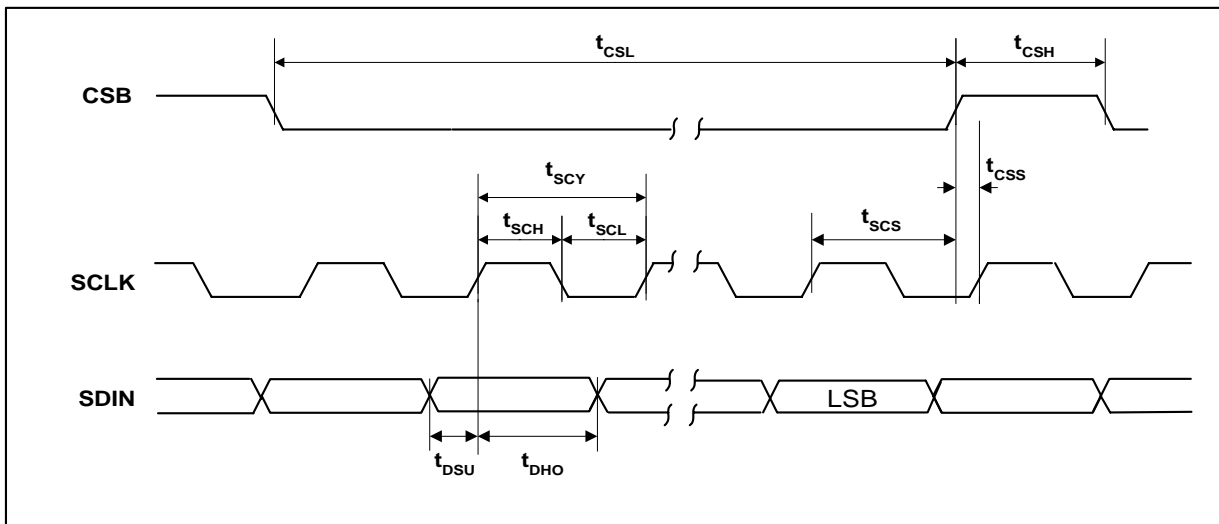 tCSL
tCSH
CSB
tCSS
tSCY
tSCH
tSCL
tSCS
SCLK
SDIN
LSB
tDSU
tDHO